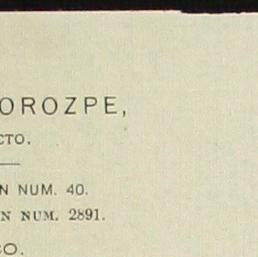 OROZPE,
CTO.
N NUM. 40.
N NUM. 2891.
CO.